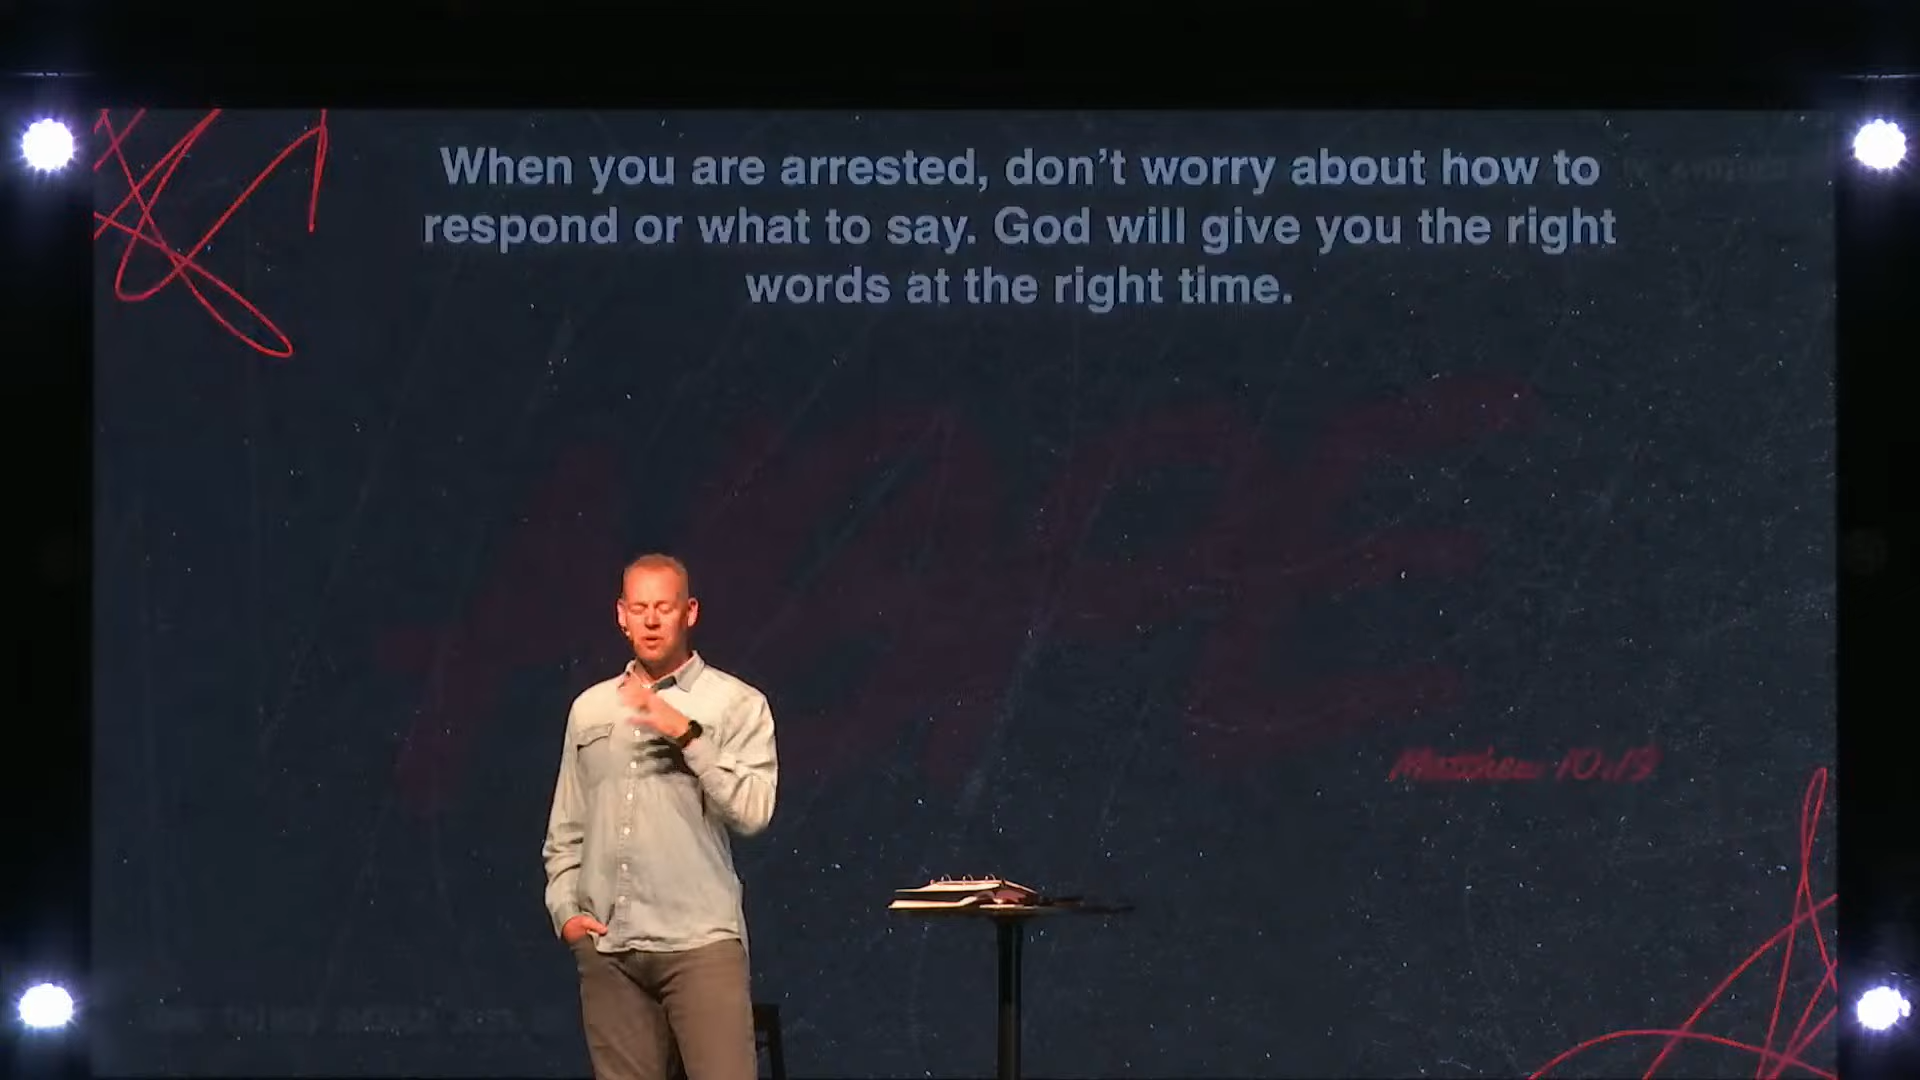 When you are arrested, don’t worry about how to
respond or what to say. God will give you the right
words at the right time.
Matthew 10:19